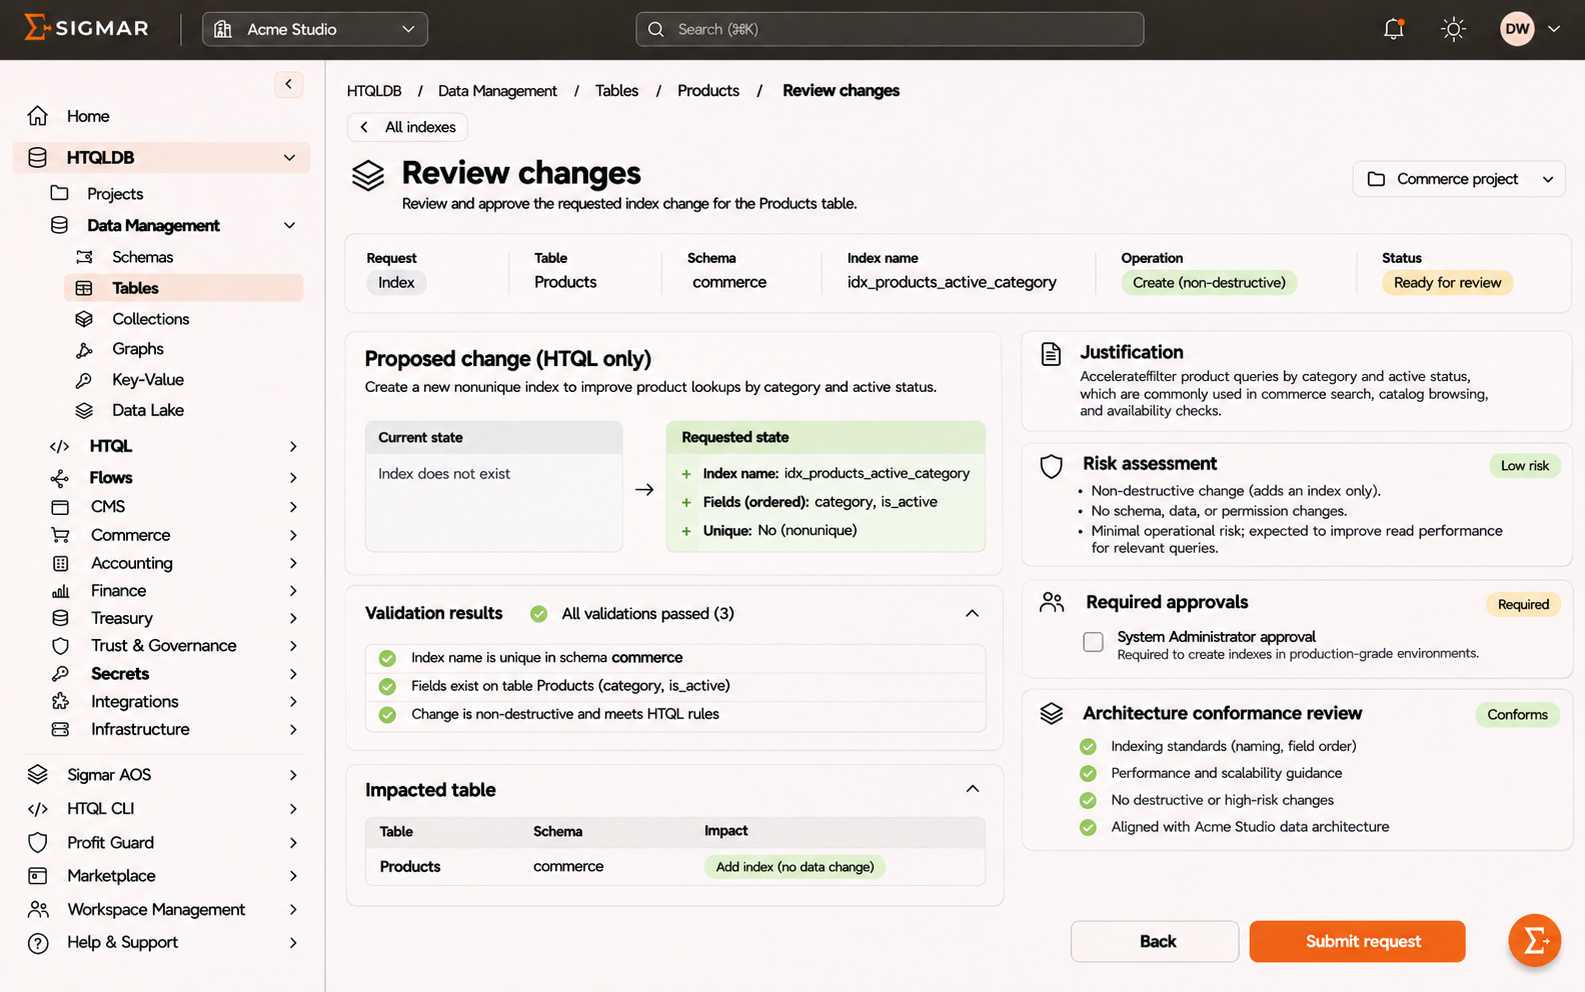 SIGMAR
Acme Studio
Search (⌘K)
DW
Home
HTQLDB
Projects
Data Management
Schemas
Tables
Collections
Graphs
Key-Value
Data Lake
HTQL
Flows
CMS
Commerce
Accounting
Finance
Treasury
Trust & Governance
Secrets
Integrations
Infrastructure
Sigmar AOS
HTQL CLI
Profit Guard
Marketplace
Workspace Management
Help & Support
HTQLDB / Data Management / Tables / Products / Review changes
All indexes
Review changes
Review and approve the requested index change for the Products table.
Commerce project
Request
Index
Table
Products
Schema
commerce
Index name
idx_products_active_category
Operation
Create (non-destructive)
Status
Ready for review
Proposed change (HTQL only)
Create a new nonunique index to improve product lookups by category and active status.
Current state
Index does not exist
Requested state
+ Index name: idx_products_active_category
+ Fields (ordered): category, is_active
+ Unique: No (nonunique)
Validation results
All validations passed (3)
Index name is unique in schema commerce
Fields exist on table Products (category, is_active)
Change is non-destructive and meets HTQL rules
Impacted table
Table Schema Impact
Products commerce Add index (no data change)
Justification
Accelerateffilter product queries by category and active status,
which are commonly used in commerce search, catalog browsing,
and availability checks.
Risk assessment
Low risk
• Non-destructive change (adds an index only).
• No schema, data, or permission changes.
• Minimal operational risk; expected to improve read performance
for relevant queries.
Required approvals
Required
System Administrator approval
Required to create indexes in production-grade environments.
Architecture conformance review
Conforms
Indexing standards (naming, field order)
Performance and scalability guidance
No destructive or high-risk changes
Aligned with Acme Studio data architecture
Back
Submit request